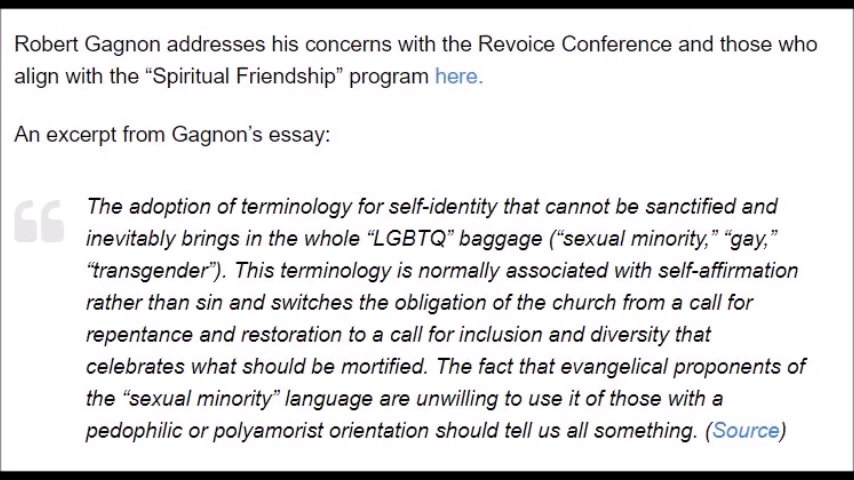 Robert Gagnon addresses his concerns with the Revoice Conference and those who
align with the “Spiritual Friendship” program here.
An excerpt from Gagnon’s essay:
The adoption of terminology for self-identity that cannot be sanctified and
inevitably brings in the whole “LGBTQ” baggage (“sexual minority,” “gay,”
“transgender”). This terminology is normally associated with self-affirmation
rather than sin and switches the obligation of the church from a call for
repentance and restoration to a call for inclusion and diversity that
celebrates what should be mortified. The fact that evangelical proponents of
the “sexual minority” language are unwilling to use it of those with a
pedophilic or polyamorist orientation should tell us all something. (Source)